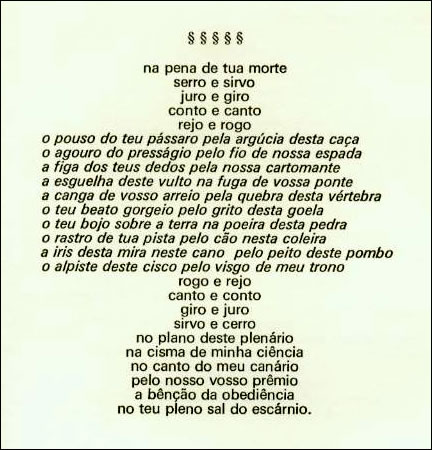 § § § § §
na pena de tua morte
serro e sirvo
juro e giro
conto e canto
rejo e rogo
o pouso do teu pássaro pela argúcia desta caça
o agouro do presságio pelo fio de nossa espada
a figa dos teus dedos pela nossa cartomante
a esguelha deste vulto na fuga de vossa ponte
a canga de vosso arreio pela quebra desta vértebra
o teu beato gorgeio pelo grito desta goela
o teu bojo sobre a terra na poeira desta pedra
o rastro de tua pista pelo cão nesta coleira
a iris desta mira neste cano pelo peito deste pombo
o alpiste deste cisco pelo visgo de meu trono
rogo e rejo
canto e conto
giro e juro
sirvo e cerro
no plano deste plenário
na cisma de minha ciência
no canto do meu canário
pelo nosso vosso prêmio
a bênção da obediência
no teu pleno sal do escárnio.